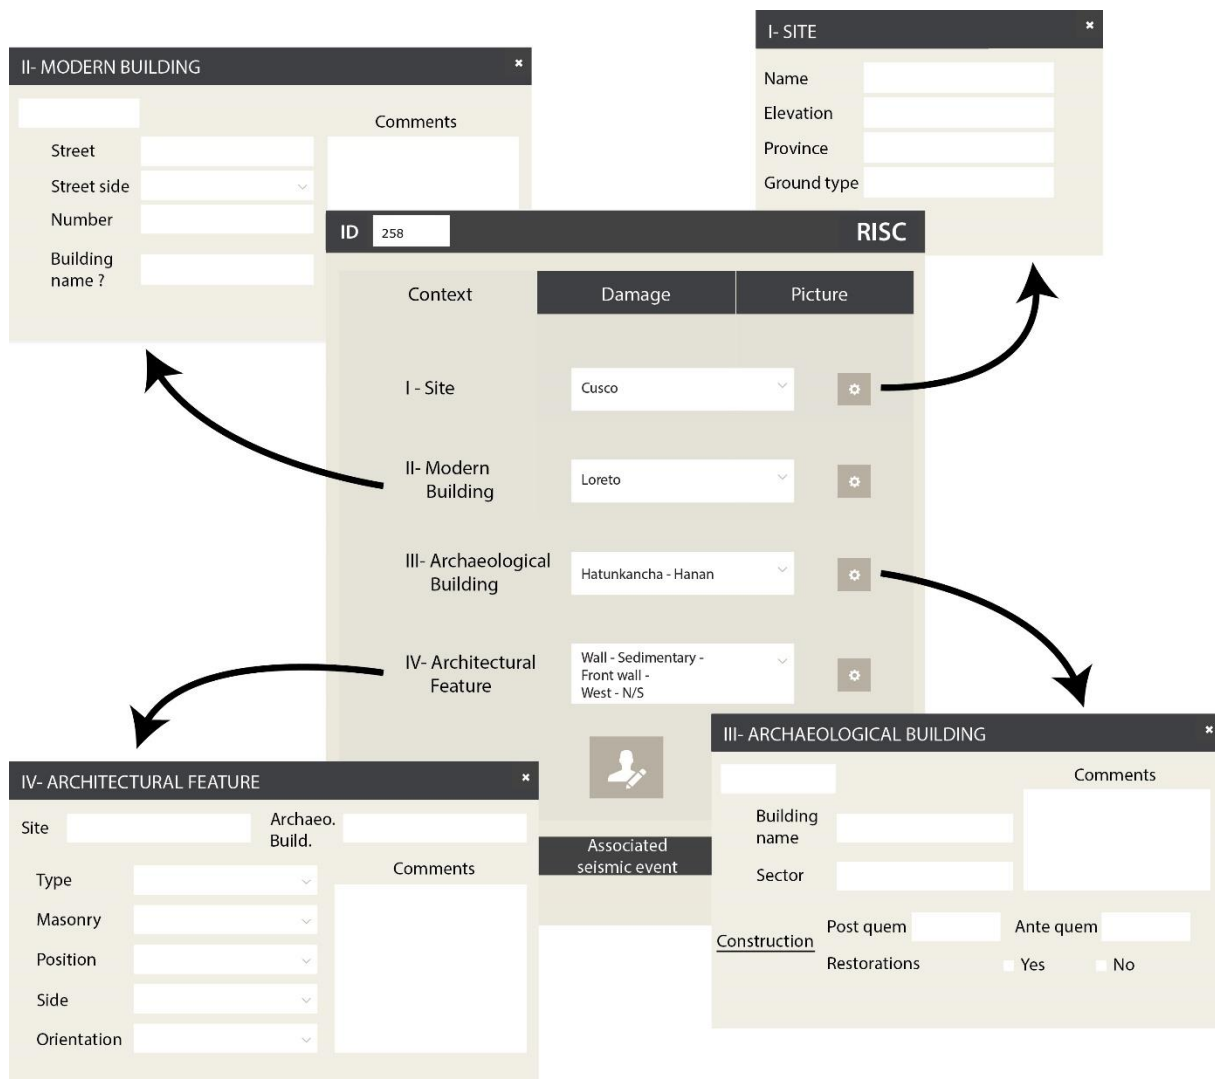 II- MODERN BUILDING
Comments
Street
Street side
Number
Building
name ?
I- SITE
Name
Elevation
Province
Ground type
ID 258 RISC
Context Damage Picture
I - Site Cusco
II- Modern
Building
Loreto
III- Archaeological
Building
Hatunkancha - Hanan
IV- Architectural
Feature
Wall - Sedimentary -
Front wall -
West - N/S
Associated
seismic event
IV- ARCHITECTURAL FEATURE
Site
Archaeo.
Build.
Comments
Type
Masonry
Position
Side
Orientation
III- ARCHAEOLOGICAL BUILDING
Comments
Building
name
Sector
Construction
Post quem Ante quem
Restorations Yes No